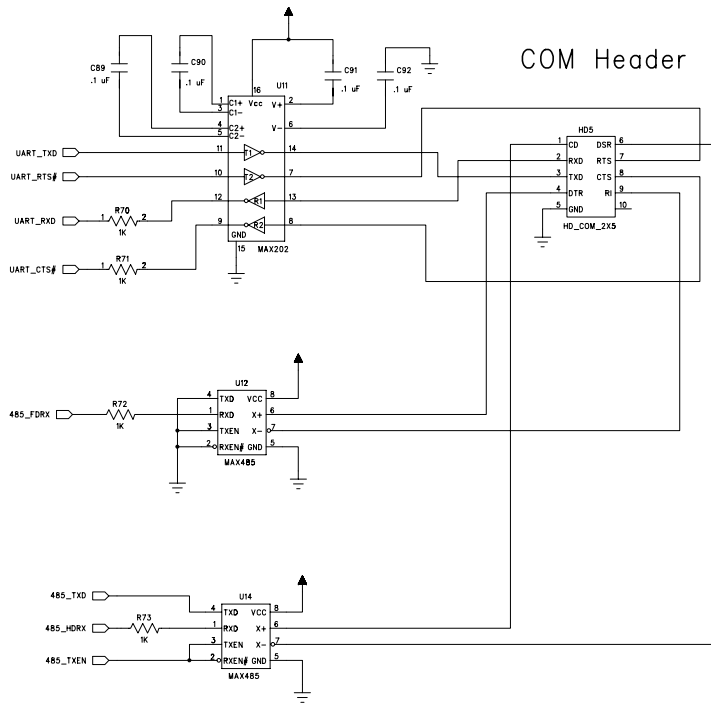 COM Header
C89
.1 uF
C90
.1 uF
C91
.1 uF
C92
.1 uF
U11
16
1 C1+ Vcc V+ 2
3 C1-
4 C2+ V- 6
5 C2-
UART_TXD 11 T1 14
UART_RTS# 10 T2 7
UART_RXD 1 R70 2 12 R1 13
1K
UART_CTS# 1 R71 2 9 R2 8
1K
GND
15
MAX202
HD5
1 CD DSR 6
2 RXD RTS 7
3 TXD CTS 8
4 DTR RI 9
5 GND 10
HD_COM_2X5
U12
4 TXD VCC 8
485_FDRX R72 1 RXD X+ 6
1K
3 TXEN X- 7
2 RXEN# GND 5
MAX485
U14
485_TXD 4 TXD VCC 8
485_HDRX R73 1 RXD X+ 6
1K
3 TXEN X- 7
485_TXEN 2 RXEN# GND 5
MAX485